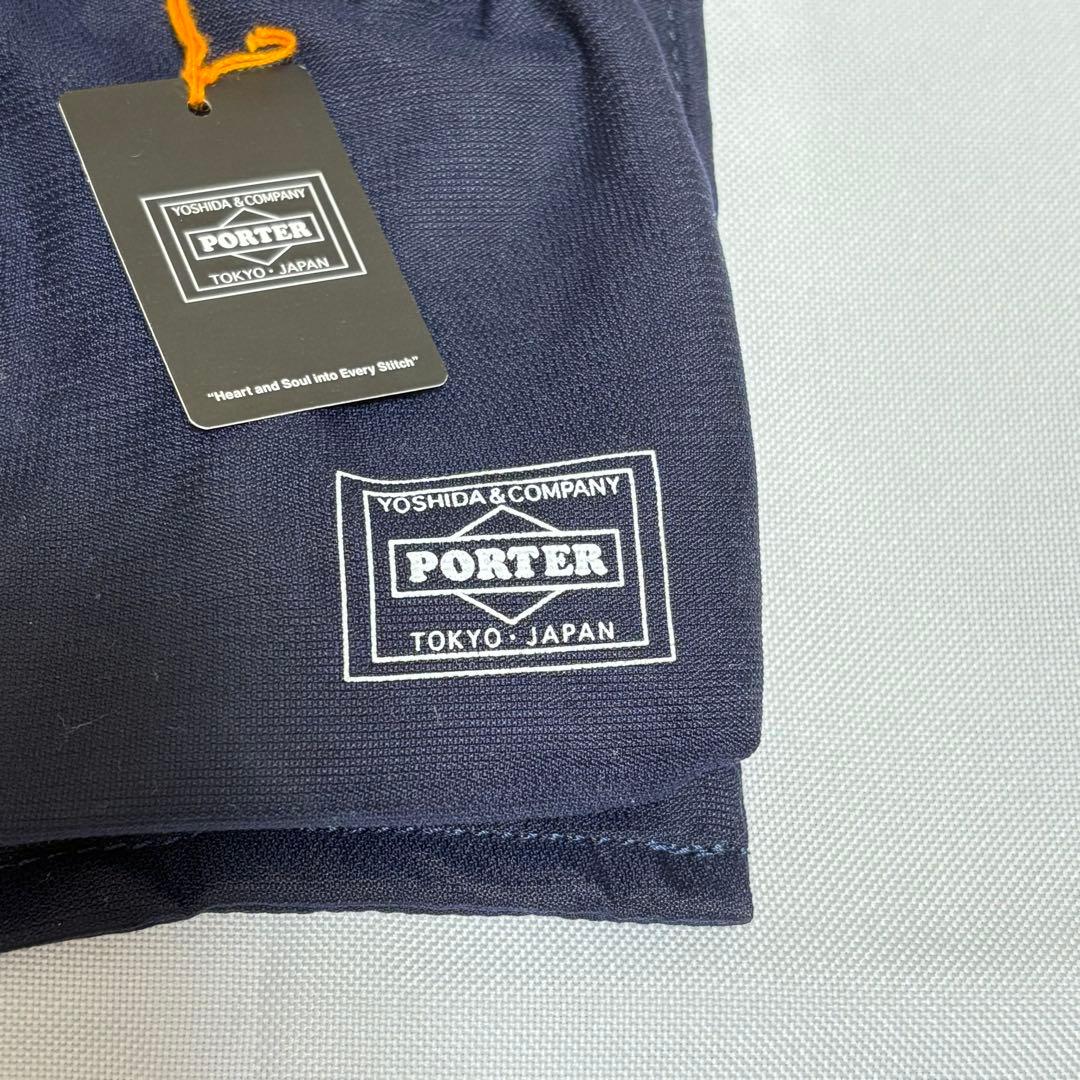 YOSHIDA & COMPANY
PORTER
TOKYO・JAPAN
"Heart and Soul into Every Stitch"
YOSHIDA & COMPANY
PORTER
TOKYO・JAPAN